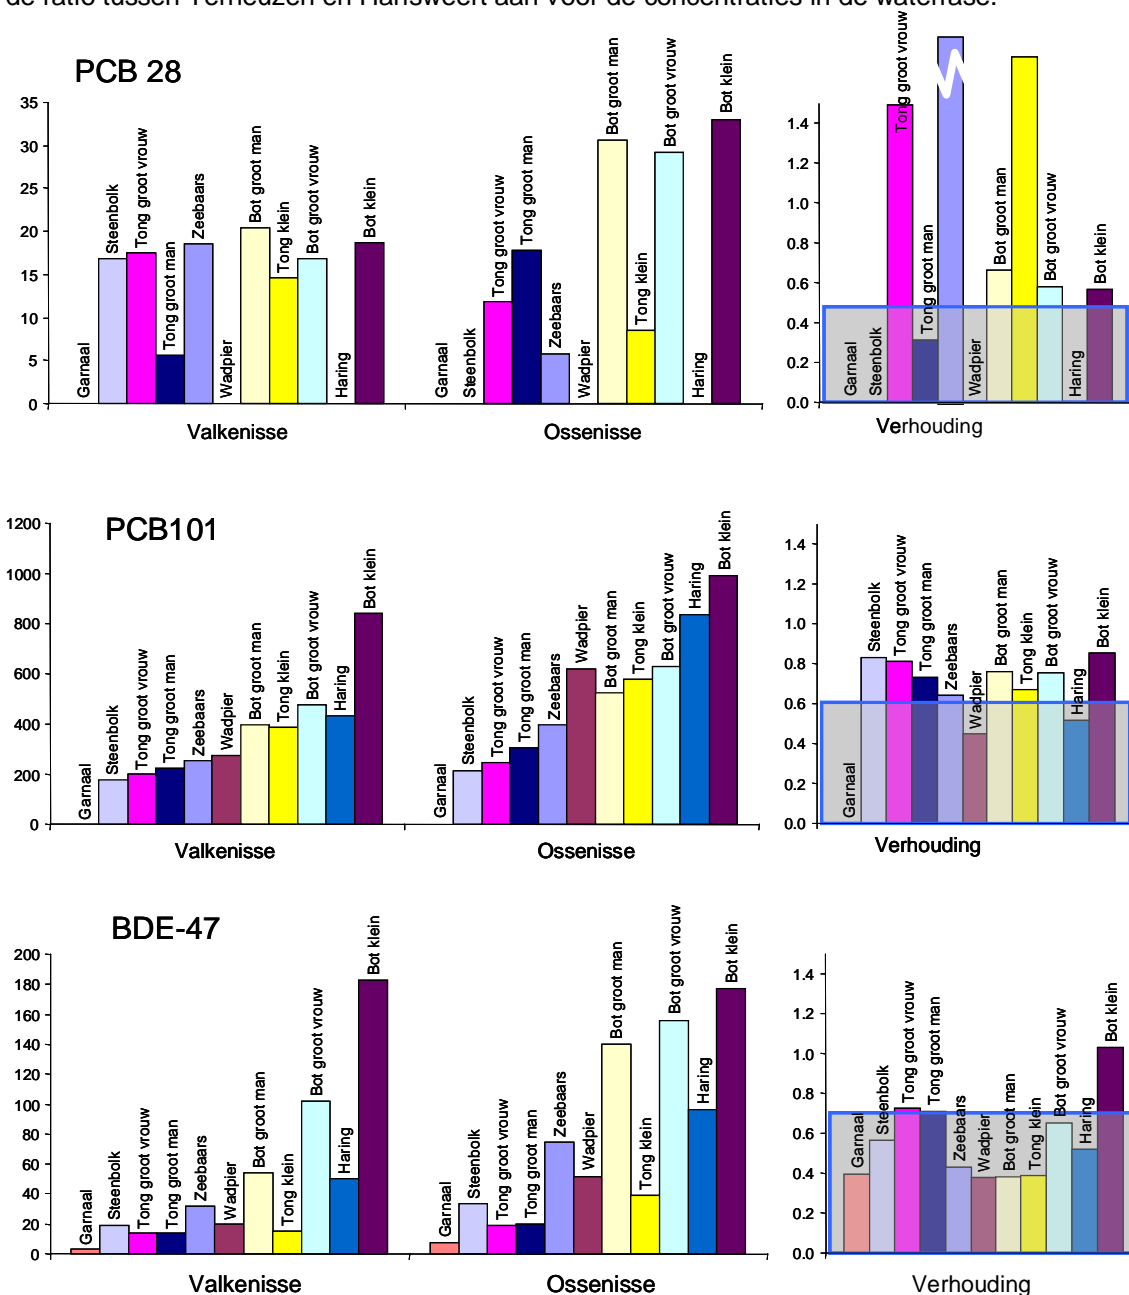 de ratio tussen Terneuzen en Hansweert aan voor de concentraties in de waterfase.
PCB 28
35
30
25
20
15
10
5
0
Garnaal
Steenbolk
Tong groot vrouw
Tong groot man
Zeebaars
Wadpier
Bot groot man
Tong klein
Bot groot vrouw
Haring
Bot klein
Valkenisse
Garnaal
Steenbolk
Tong groot vrouw
Tong groot man
Zeebaars
Wadpier
Bot groot man
Tong klein
Bot groot vrouw
Haring
Bot klein
Ossenisse
1.4
1.2
1.0
0.8
0.6
0.4
0.2
0.0
Garnaal
Steenbolk
Tong groot vrouw
Tong groot man
Wadpier
Bot groot man
Bot groot vrouw
Haring
Bot klein
Verhouding
PCB101
1200
1000
800
600
400
200
0
Garnaal
Steenbolk
Tong groot vrouw
Tong groot man
Zeebaars
Wadpier
Bot groot man
Tong klein
Bot groot vrouw
Haring
Bot klein
Valkenisse
Garnaal
Steenbolk
Tong groot vrouw
Tong groot man
Zeebaars
Wadpier
Bot groot man
Tong klein
Bot groot vrouw
Haring
Bot klein
Ossenisse
1.4
1.2
1.0
0.8
0.6
0.4
0.2
0.0
Garnaal
Steenbolk
Tong groot vrouw
Tong groot man
Zeebaars
Wadpier
Bot groot man
Tong klein
Bot groot vrouw
Haring
Bot klein
Verhouding
BDE-47
200
180
160
140
120
100
80
60
40
20
0
Garnaal
Steenbolk
Tong groot vrouw
Tong groot man
Zeebaars
Wadpier
Bot groot man
Tong klein
Bot groot vrouw
Haring
Bot klein
Valkenisse
Garnaal
Steenbolk
Tong groot vrouw
Tong groot man
Zeebaars
Wadpier
Bot groot man
Tong klein
Bot groot vrouw
Haring
Bot klein
Ossenisse
1.4
1.2
1.0
0.8
0.6
0.4
0.2
0.0
Garnaal
Steenbolk
Tong groot vrouw
Tong groot man
Zeebaars
Wadpier
Bot groot man
Tong klein
Bot groot vrouw
Haring
Bot klein
Verhouding